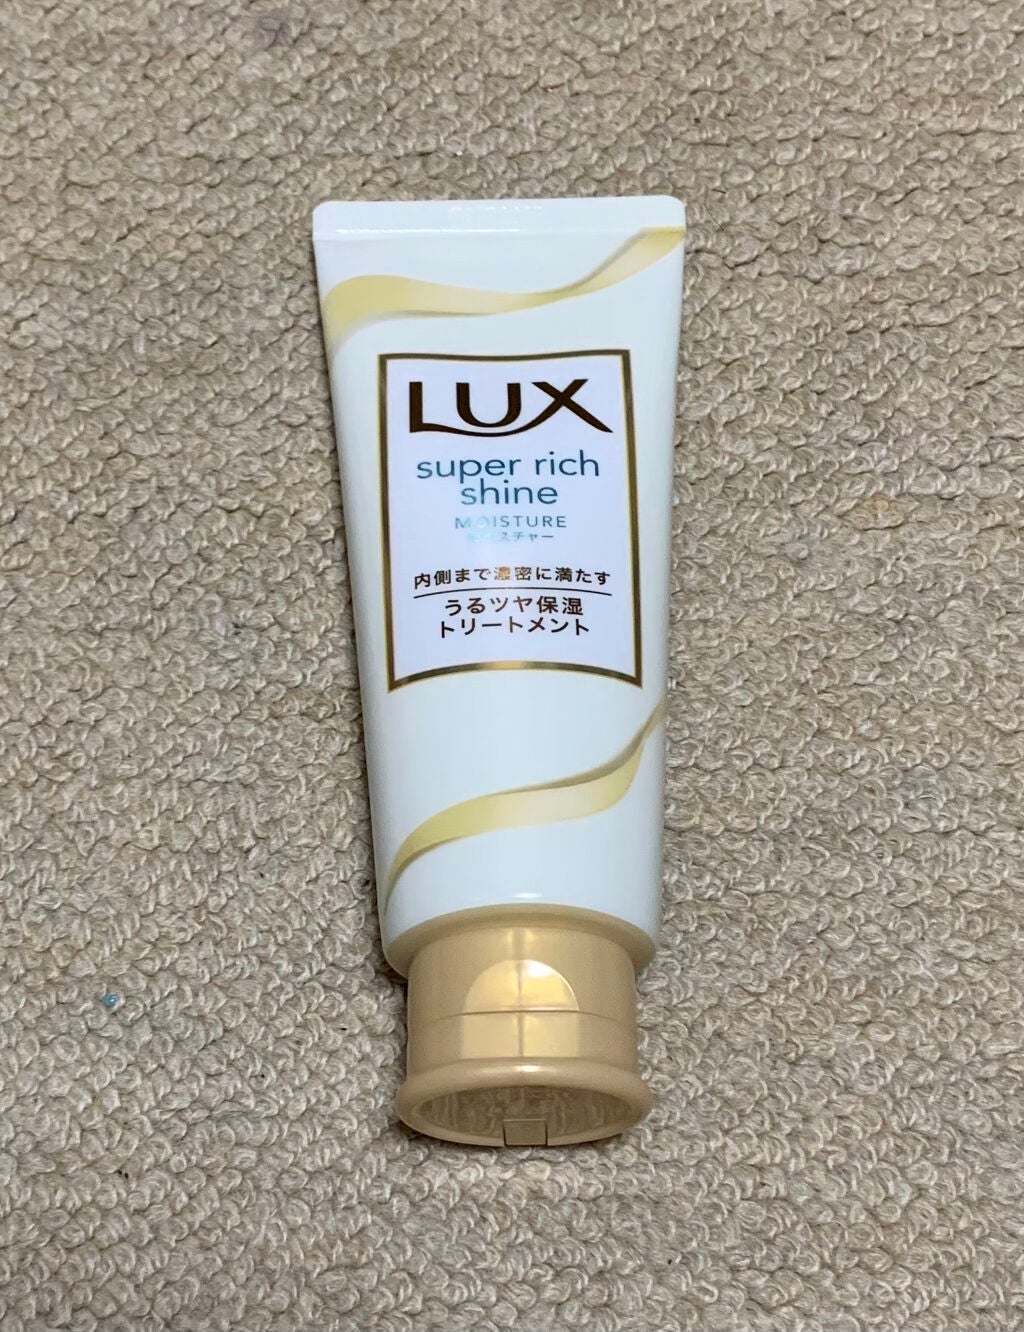 LUX
super rich
shine
MOISTURE
モイスチャー
内側まで濃密に満たす
うるツヤ保湿
トリートメント